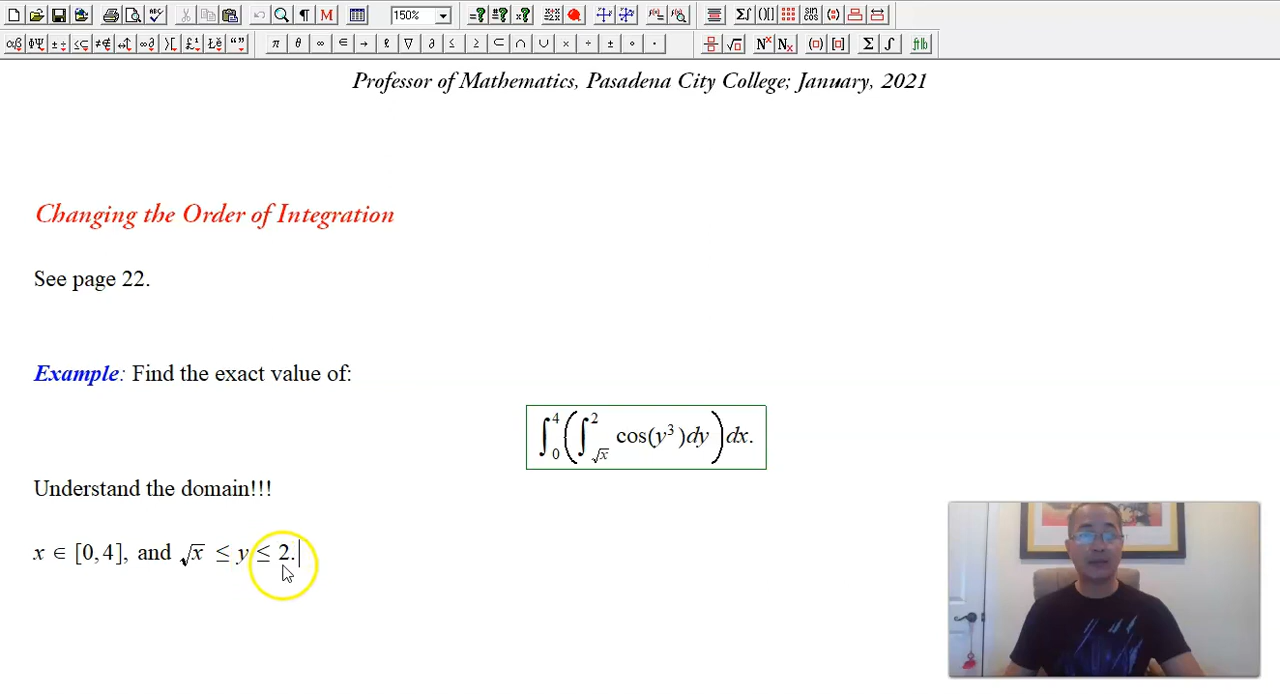 150%
Professor of Mathematics, Pasadena City College; January, 2021
Changing the Order of Integration
See page 22.
Example: Find the exact value of:
∫₀⁴ (∫_√x² cos(y³)dy) dx.
Understand the domain!!!
x ∈ [0,4], and √x ≤ y ≤ 2.